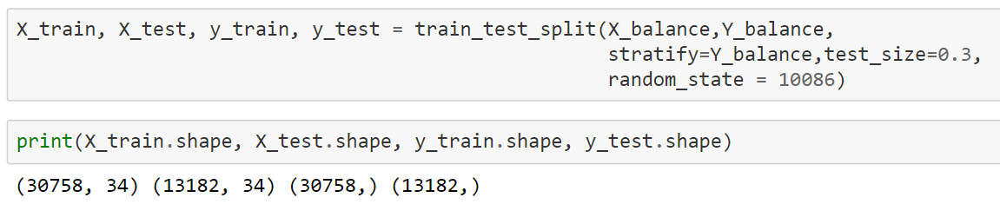 X_train, X_test, y_train, y_test = train_test_split(X_balance,Y_balance,
stratify=Y_balance,test_size=0.3,
random_state = 10086)
print(X_train.shape, X_test.shape, y_train.shape, y_test.shape)
(30758, 34) (13182, 34) (30758,) (13182,)